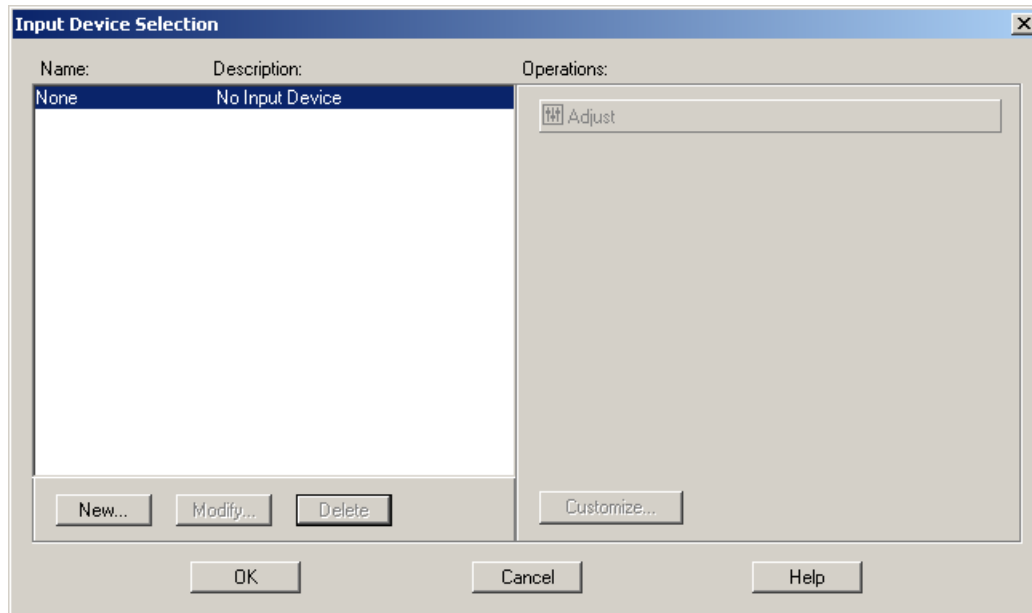 Input Device Selection
Name: Description: Operations:
None No Input Device
Adjust
New... Modify... Delete
Customize...
OK Cancel Help